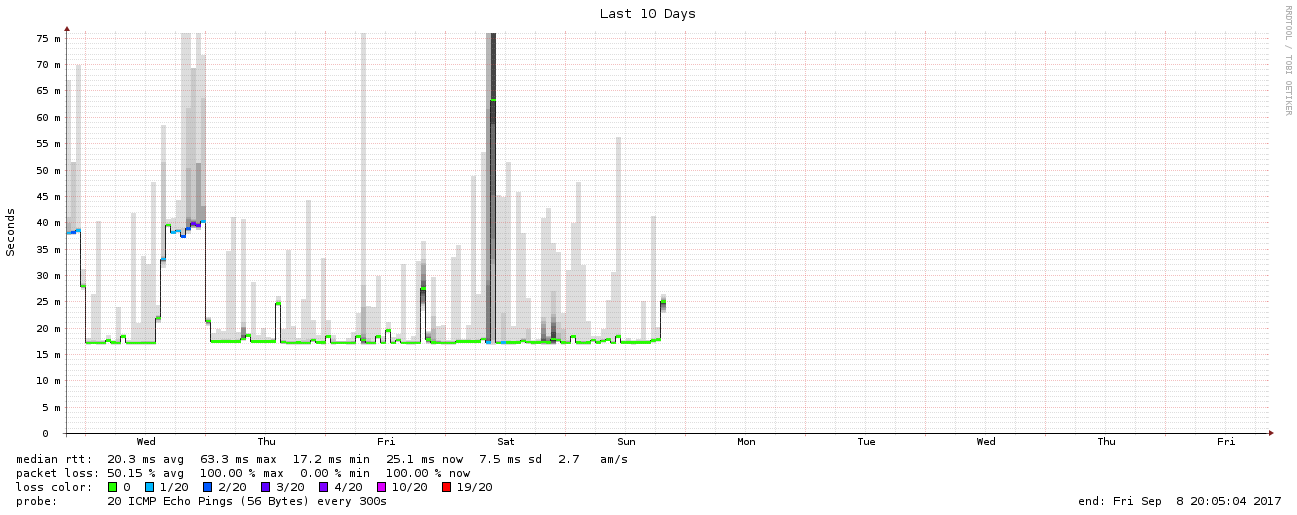 Last 10 Days
RRDTOOL / TOBI OETIKER
Seconds
75 m
70 m
65 m
60 m
55 m
50 m
45 m
40 m
35 m
30 m
25 m
20 m
15 m
10 m
5 m
0
Wed Thu Fri Sat Sun Mon Tue Wed Thu Fri
median rtt: 20.3 ms avg 63.3 ms max 17.2 ms min 25.1 ms now 7.5 ms sd 2.7 am/s
packet loss: 50.15 % avg 100.00 % max 0.00 % min 100.00 % now
loss color: 0 1/20 2/20 3/20 4/20 10/20 19/20
probe: 20 ICMP Echo Pings (56 Bytes) every 300s end: Fri Sep 8 20:05:04 2017